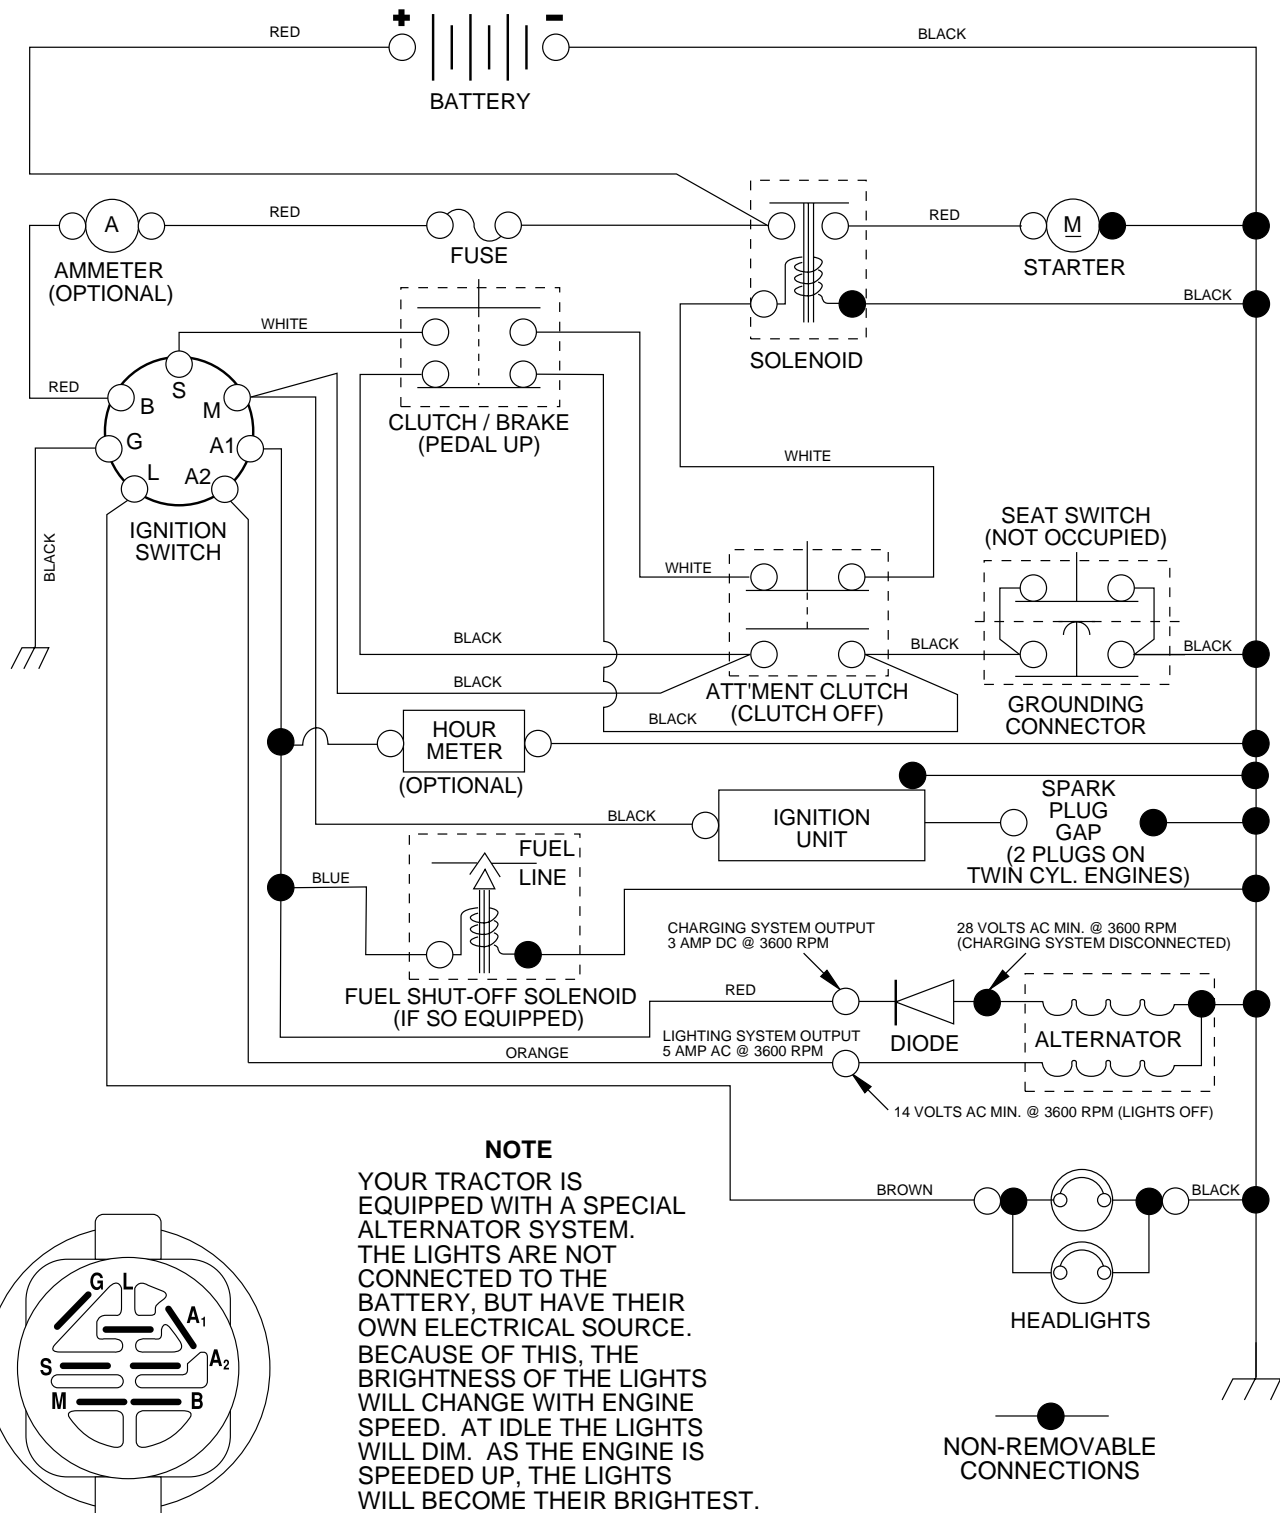 +
−
RED
BLACK
BATTERY
A
RED
RED
M
FUSE
STARTER
AMMETER
(OPTIONAL)
BLACK
WHITE
SOLENOID
RED
S
B
M
CLUTCH / BRAKE
(PEDAL UP)
G
A1
L
A2
WHITE
IGNITION
SWITCH
BLACK
SEAT SWITCH
(NOT OCCUPIED)
WHITE
BLACK
BLACK
BLACK
BLACK
ATT'MENT CLUTCH
(CLUTCH OFF)
BLACK
GROUNDING
CONNECTOR
HOUR
METER
(OPTIONAL)
BLACK
IGNITION
UNIT
SPARK
PLUG
GAP
(2 PLUGS ON
TWIN CYL. ENGINES)
FUEL
LINE
BLUE
CHARGING SYSTEM OUTPUT
3 AMP DC @ 3600 RPM
28 VOLTS AC MIN. @ 3600 RPM
(CHARGING SYSTEM DISCONNECTED)
FUEL SHUT-OFF SOLENOID
(IF SO EQUIPPED)
RED
DIODE
ALTERNATOR
LIGHTING SYSTEM OUTPUT
5 AMP AC @ 3600 RPM
ORANGE
14 VOLTS AC MIN. @ 3600 RPM (LIGHTS OFF)
NOTE
YOUR TRACTOR IS
EQUIPPED WITH A SPECIAL
ALTERNATOR SYSTEM.
THE LIGHTS ARE NOT
CONNECTED TO THE
BATTERY, BUT HAVE THEIR
OWN ELECTRICAL SOURCE.
BECAUSE OF THIS, THE
BRIGHTNESS OF THE LIGHTS
WILL CHANGE WITH ENGINE
SPEED. AT IDLE THE LIGHTS
WILL DIM. AS THE ENGINE IS
SPEEDED UP, THE LIGHTS
WILL BECOME THEIR BRIGHTEST.
BROWN
BLACK
HEADLIGHTS
G
L
A1
S
A2
M
B
NON-REMOVABLE
CONNECTIONS